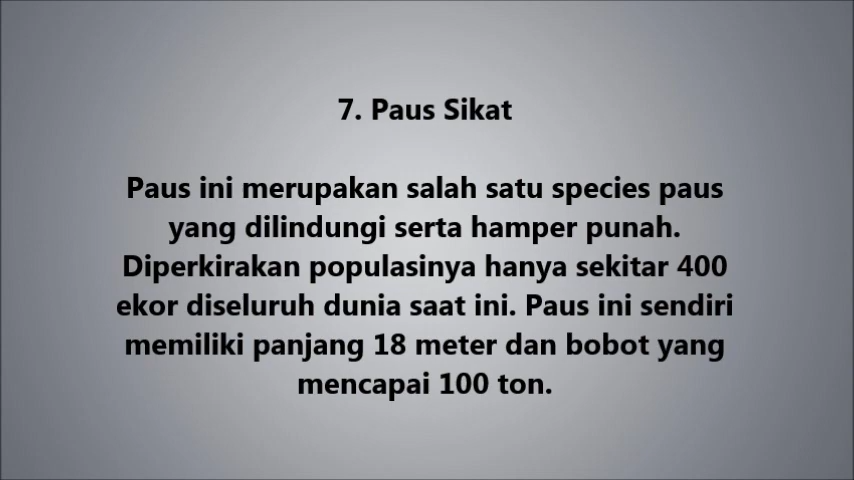 7. Paus Sikat
Paus ini merupakan salah satu species paus
yang dilindungi serta hamper punah.
Diperkirakan populasinya hanya sekitar 400
ekor diseluruh dunia saat ini. Paus ini sendiri
memiliki panjang 18 meter dan bobot yang
mencapai 100 ton.